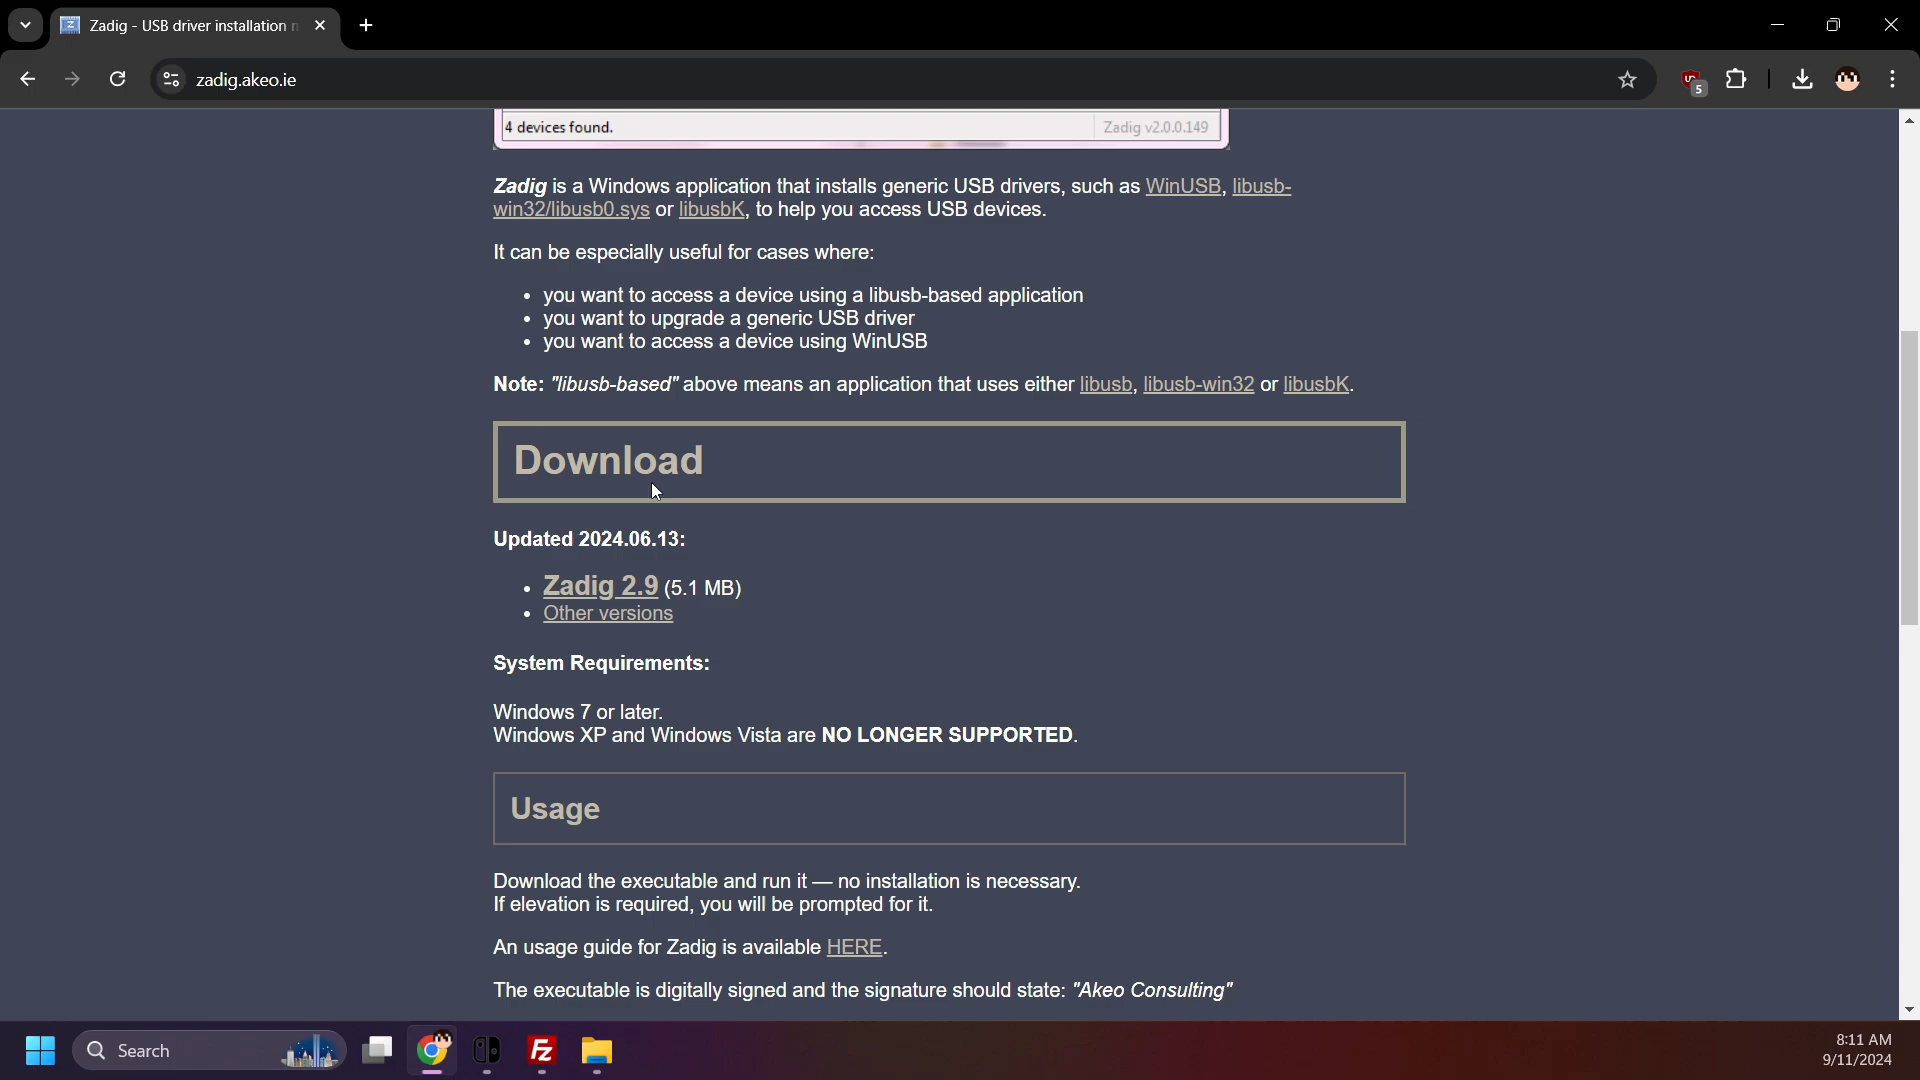 Zadig - USB driver installation
zadig.akeo.ie
5
4 devices found.
Zadig v2.0.0.149
Zadig is a Windows application that installs generic USB drivers, such as WinUSB, libusb-
win32/libusb0.sys or libusbK, to help you access USB devices.
It can be especially useful for cases where:
• you want to access a device using a libusb-based application
• you want to upgrade a generic USB driver
• you want to access a device using WinUSB
Note: "libusb-based" above means an application that uses either libusb, libusb-win32 or libusbK.
Download
Updated 2024.06.13:
• Zadig 2.9 (5.1 MB)
• Other versions
System Requirements:
Windows 7 or later.
Windows XP and Windows Vista are NO LONGER SUPPORTED.
Usage
Download the executable and run it — no installation is necessary.
If elevation is required, you will be prompted for it.
An usage guide for Zadig is available HERE.
The executable is digitally signed and the signature should state: "Akeo Consulting"
Search
Fz
8:11 AM
9/11/2024